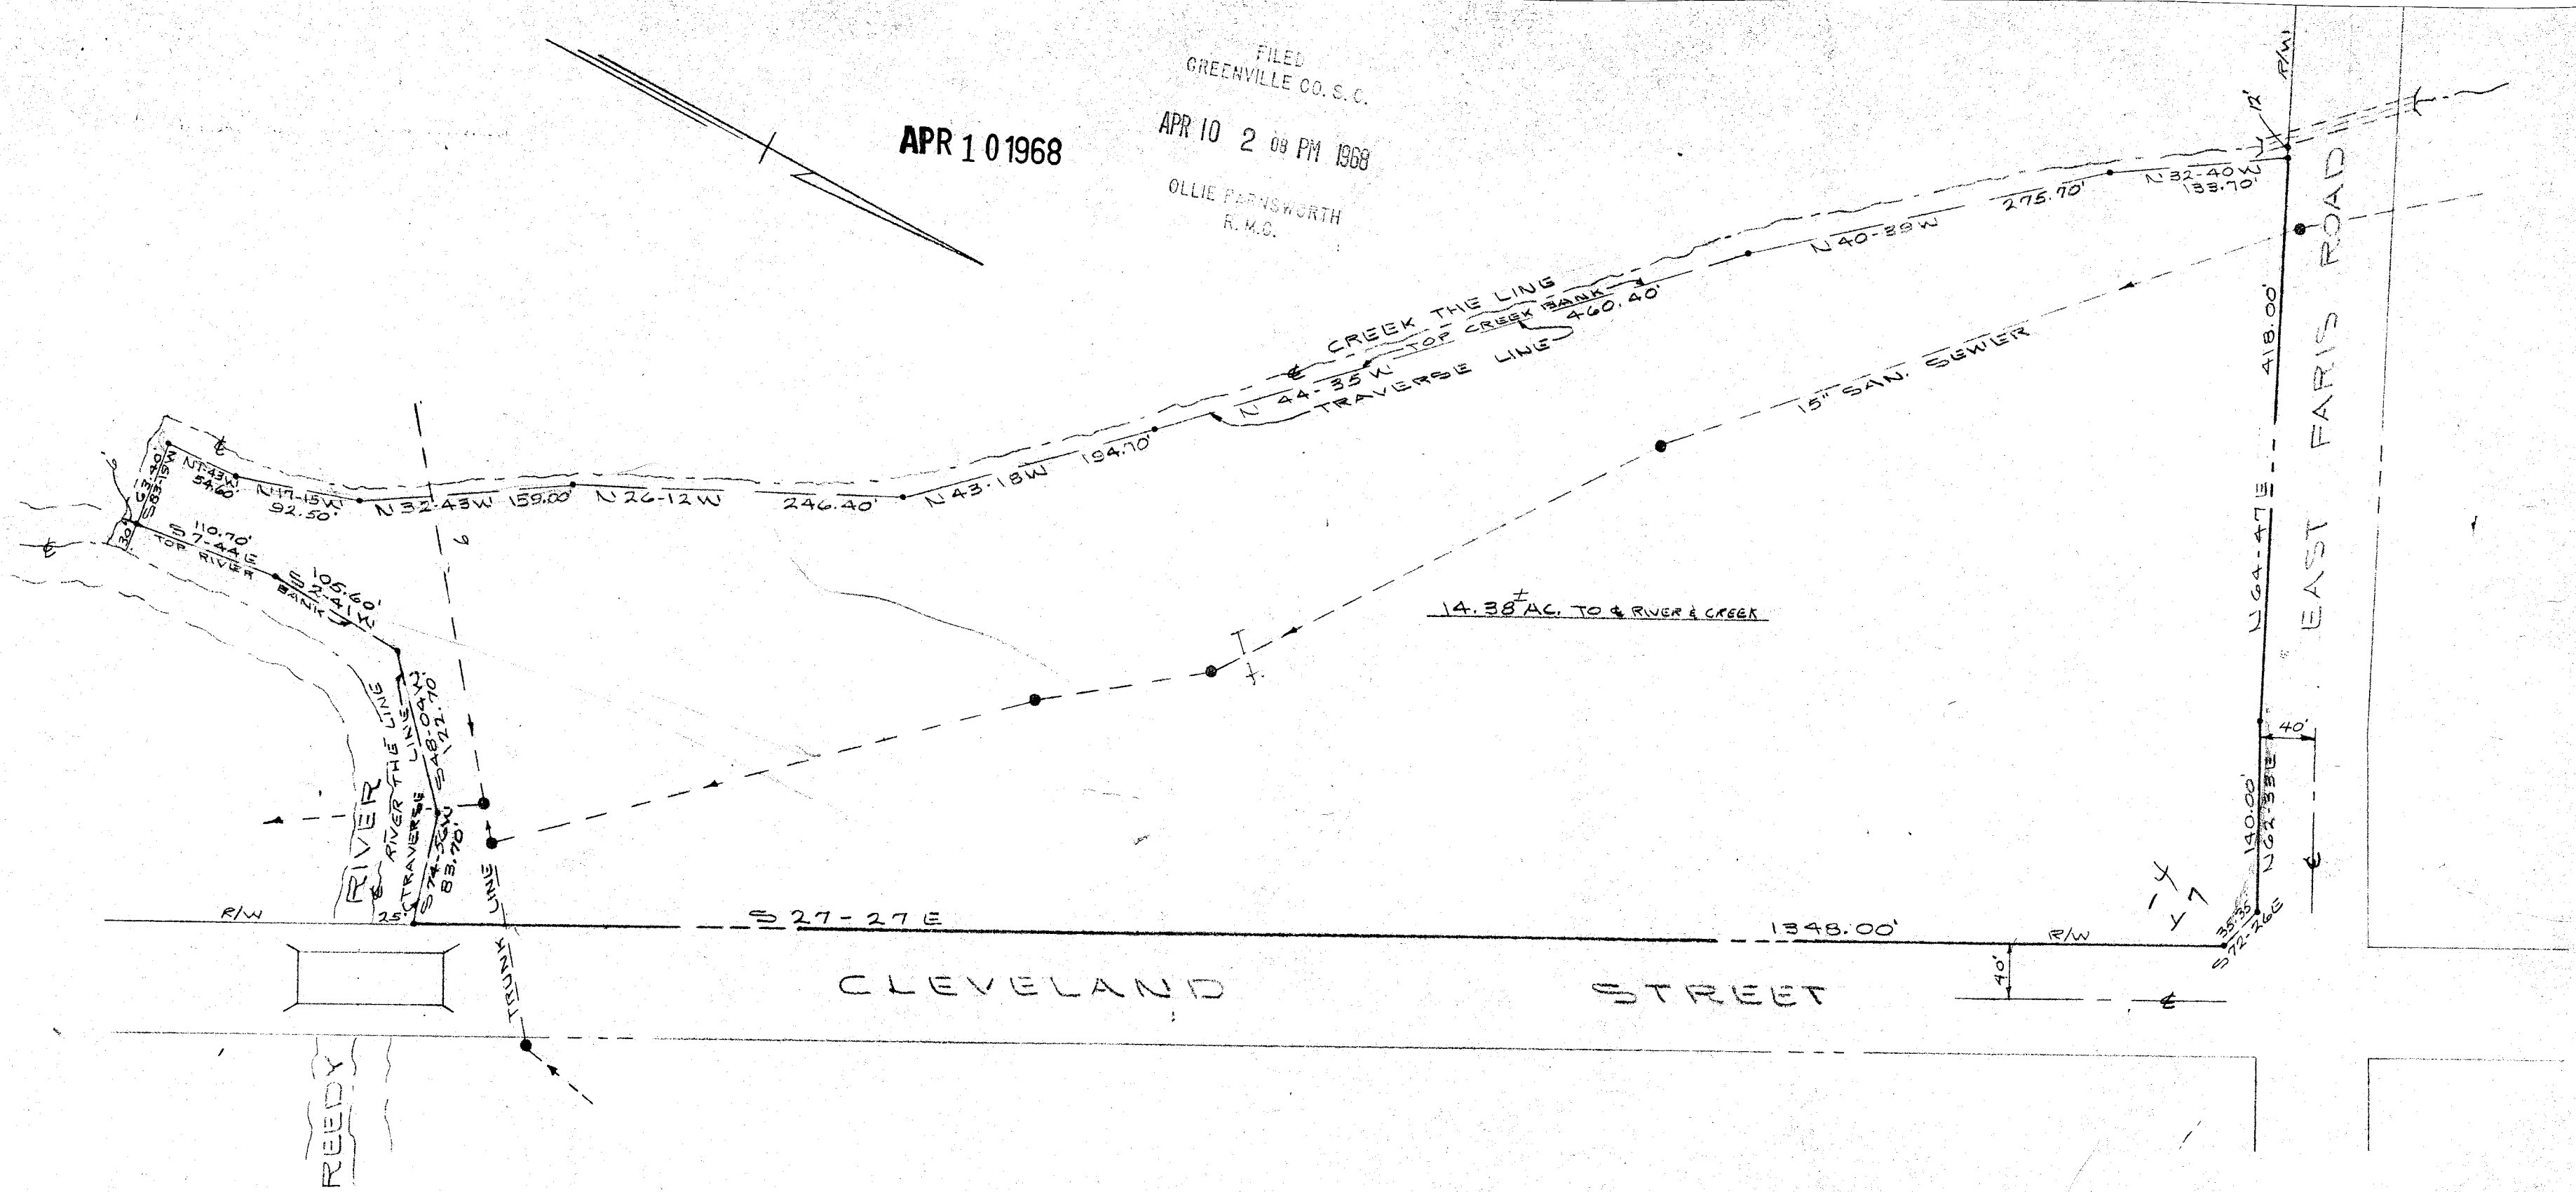 FILED
GREENVILLE CO. S. C.
APR 10 1968
APR 10 2 08 PM 1968
OLLIE FARNSWORTH
R. M. C.
R/W
12'
N 32-40 W
133.70'
275.70'
N 40-39 W
CREEK THE LINE
TOP CREEK BANK
460.40'
N 44-35 W
TRAVERSE LINE
194.70'
N 43-18 W
246.40'
N 26-12 W
159.00'
N 32-43 W
N 17-15 W
92.50'
54.60'
63.40'
S 83-15 W
30'
110.70'
S 7-44 E
TOP RIVER
BANK
105.60'
S 2-41 W
15" SAN. SEWER
418.00'
N 64-47 E
EAST FARIS ROAD
14.38± AC. TO ℄ RIVER & CREEK
RIVER THE LINE
TRAVERSE LINE
S 48-09 W
122.70'
S 74-56 W
83.70'
RIVER
25'
TRUNK LINE
40'
140.00'
N 62-33 E
35.35
S 72-26 E
R/W
S 27-27 E
1348.00'
R/W
40'
CLEVELAND STREET
REEDY